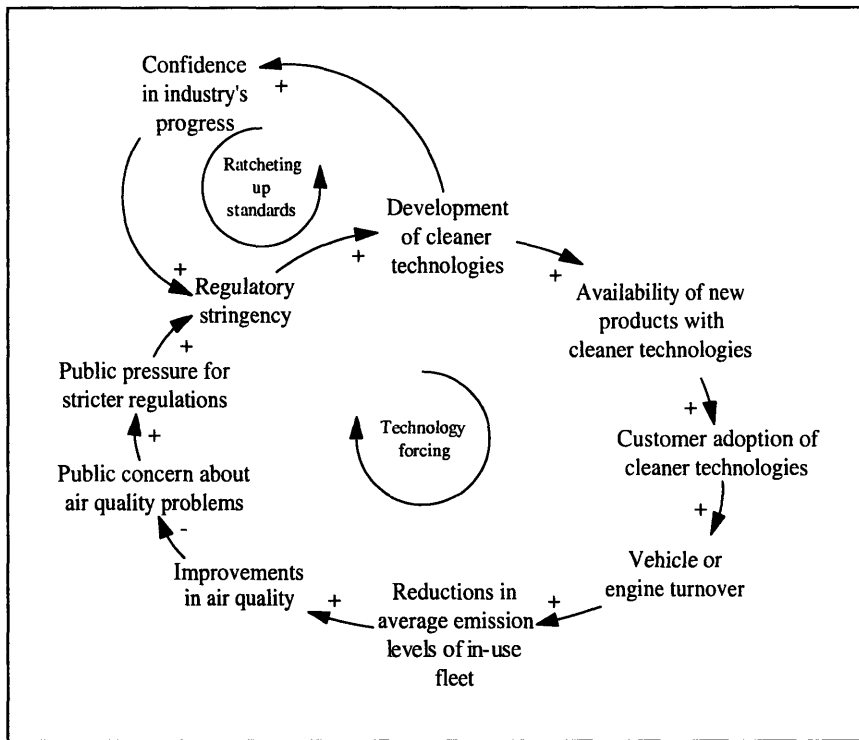 Confidence
in industry's
progress
+
Ratcheting
up
standards
Development
of cleaner
technologies
+
+
+
Regulatory
stringency
Availability of new
products with
cleaner technologies
+
Public pressure for
stricter regulations
+
Technology
forcing
+
Customer adoption of
cleaner technologies
Public concern about
air quality problems
+
-
Vehicle or
engine turnover
Improvements
in air quality
+
Reductions in
average emission
levels of in-use
fleet
+